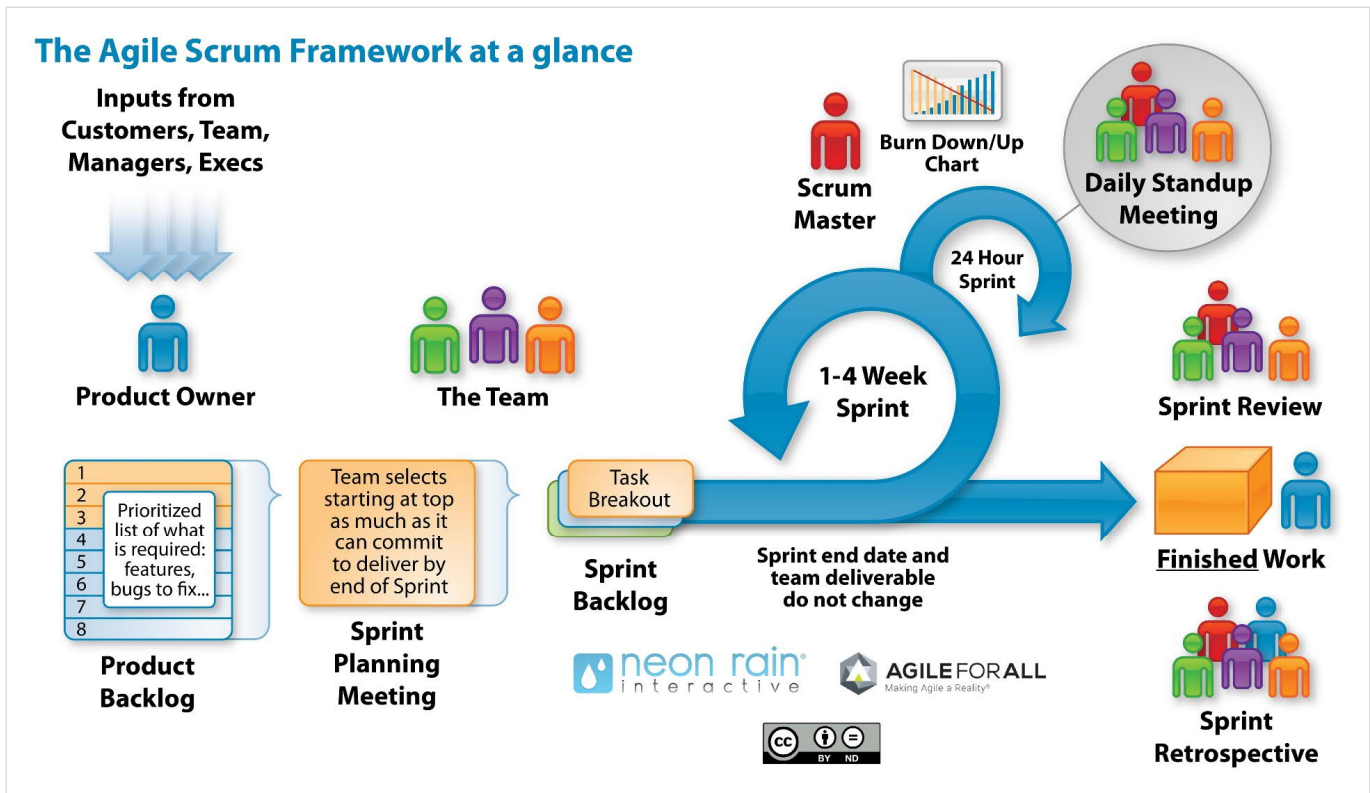 The Agile Scrum Framework at a glance
Inputs from
Customers, Team,
Managers, Execs
Product Owner
The Team
Scrum
Master
Burn Down/Up
Chart
Daily Standup
Meeting
24 Hour
Sprint
1-4 Week
Sprint
Sprint Review
1
2
3
4
5
6
7
8
Prioritized
list of what
is required:
features,
bugs to fix...
Product
Backlog
Team selects
starting at top
as much as it
can commit
to deliver by
end of Sprint
Sprint
Planning
Meeting
Task
Breakout
Sprint
Backlog
Sprint end date and
team deliverable
do not change
Finished Work
Sprint
Retrospective
neon rain®
interactive
AGILEFORALL
Making Agile a Reality®
cc
BY ND